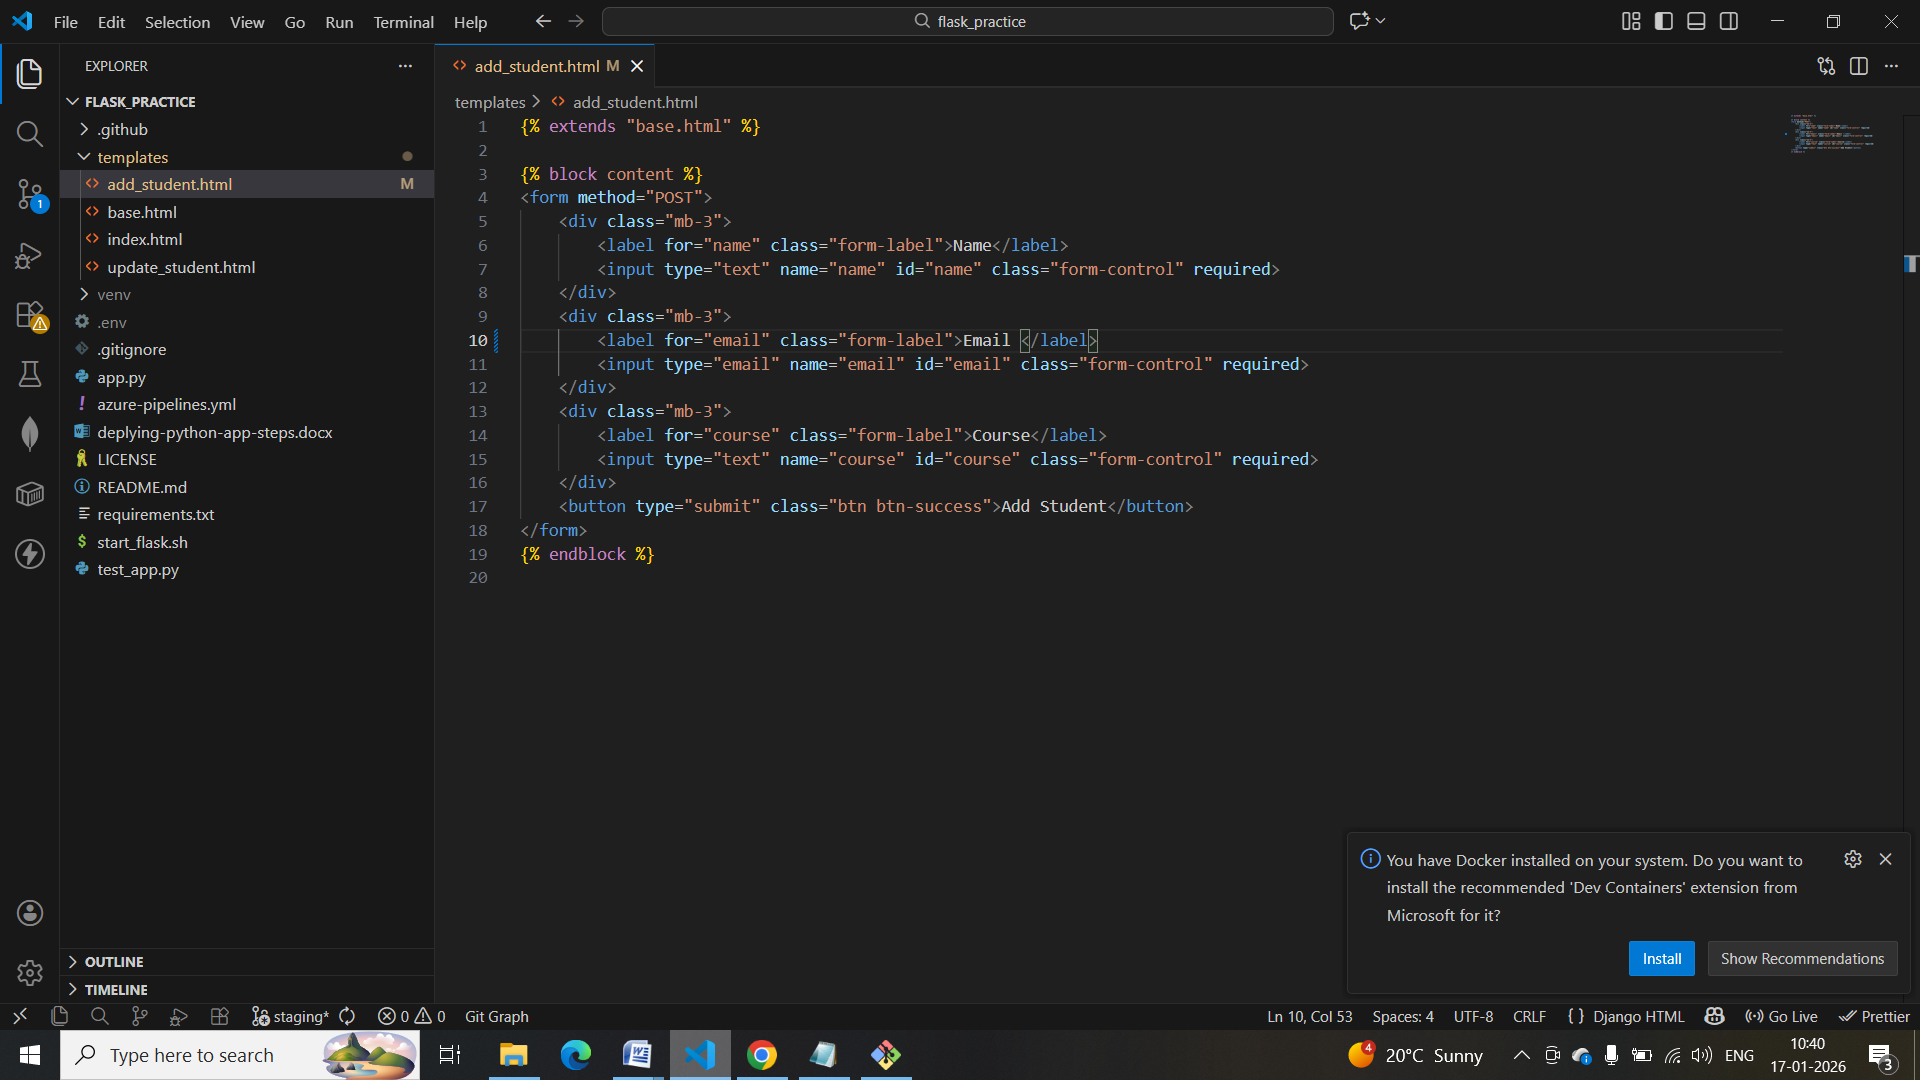 File Edit Selection View Go Run Terminal Help
flask_practice
EXPLORER
add_student.html M
FLASK_PRACTICE
.github
templates
add_student.html M
base.html
index.html
update_student.html
venv
.env
.gitignore
app.py
azure-pipelines.yml
deplying-python-app-steps.docx
LICENSE
README.md
requirements.txt
start_flask.sh
test_app.py
OUTLINE
TIMELINE
1
templates > add_student.html
1 {% extends "base.html" %}
2
3 {% block content %}
4 <form method="POST">
5 <div class="mb-3">
6 <label for="name" class="form-label">Name</label>
7 <input type="text" name="name" id="name" class="form-control" required>
8 </div>
9 <div class="mb-3">
10 <label for="email" class="form-label">Email </label>
11 <input type="email" name="email" id="email" class="form-control" required>
12 </div>
13 <div class="mb-3">
14 <label for="course" class="form-label">Course</label>
15 <input type="text" name="course" id="course" class="form-control" required>
16 </div>
17 <button type="submit" class="btn btn-success">Add Student</button>
18 </form>
19 {% endblock %}
20
You have Docker installed on your system. Do you want to
install the recommended 'Dev Containers' extension from
Microsoft for it?
Install Show Recommendations
staging* 0 0 Git Graph Ln 10, Col 53 Spaces: 4 UTF-8 CRLF { } Django HTML Go Live Prettier
Type here to search
4 20°C Sunny ENG
10:40
17-01-2026
3